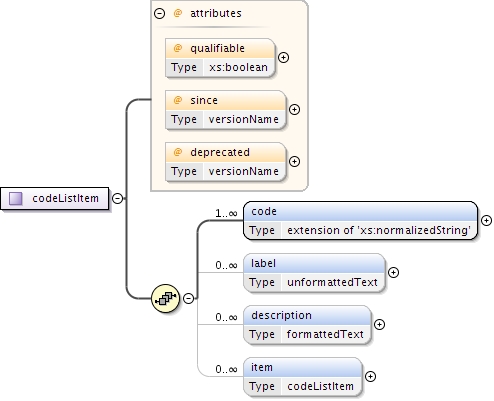 attributes
@ qualifiable
Type xs:boolean
@ since
Type versionName
@ deprecated
Type versionName
codeListItem
1..∞
code
Type extension of 'xs:normalizedString'
0..∞
label
Type unformattedText
0..∞
description
Type formattedText
0..∞
item
Type codeListItem